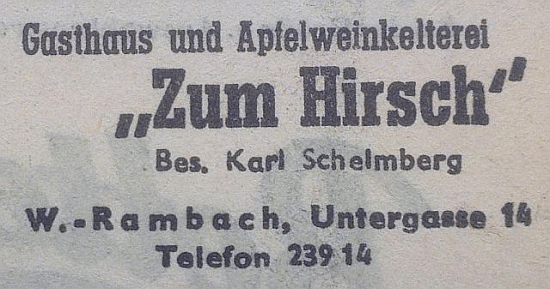 Gasthaus und Apfelweinkelterei
„Zum Hirsch"
Bes. Karl Schelmberg
W.-Rambach, Untergasse 14
Telefon 239 14